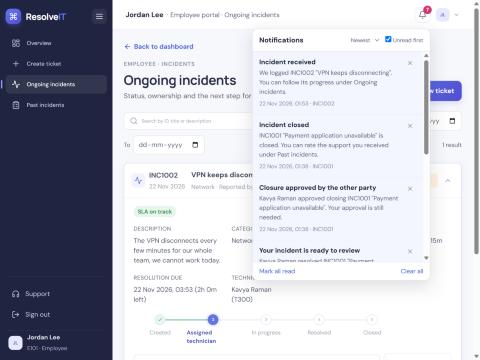 ResolveIT
Overview
Create ticket
Ongoing incidents
Past incidents
Support
Sign out
Jordan Lee
E101 · Employee
Jordan Lee · Employee portal · Ongoing incidents
7
JL
← Back to dashboard
EMPLOYEE · INCIDENTS
Ongoing incidents
Status, ownership and the next step for
w ticket
Search by ID, title or description
yyyy
To
dd-mm-yyyy
1 result
INC1002
22 Nov 2026
VPN keeps discon
Network · Reported by
SLA on track
DESCRIPTION
The VPN disconnects every
few minutes for our whole
team, we cannot work today.
CATEG
Networ
15m
RESOLUTION DUE
22 Nov 2026, 03:53 (2h 0m
left)
TECHN
Kavya Raman
(T300)
Created
Assigned
technician
In progress
Resolved
Closed
Notifications
Newest
Unread first
Incident received
We logged INC1002 "VPN keeps disconnecting".
You can follow its progress under Ongoing
incidents.
22 Nov 2026, 01:53 · INC1002
Incident closed
INC1001 "Payment application unavailable" is
closed. You can rate the support you received
under Past incidents.
22 Nov 2026, 01:38 · INC1001
Closure approved by the other party
Kavya Raman approved closing INC1001 "Payment
application unavailable". Your approval is still
needed.
22 Nov 2026, 01:38 · INC1001
Your incident is ready to review
Kavya Raman resolved INC1001 "Payment
Mark all read
Clear all